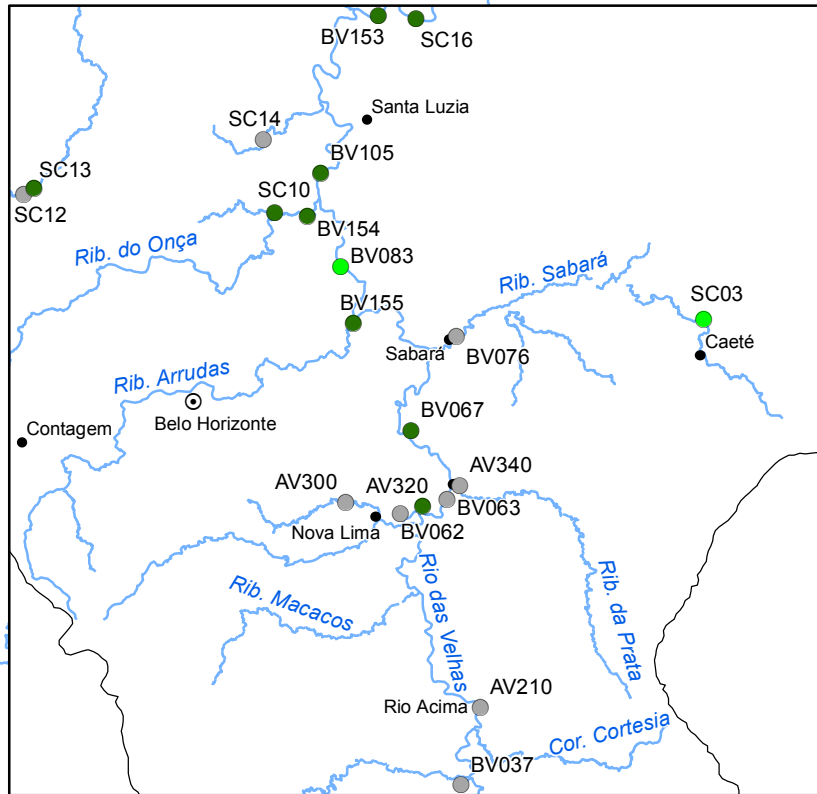 BV153
SC16
Santa Luzia
SC14
BV105
SC13
SC10
SC12
BV154
Rib. do Onça
BV083
Rib. Sabará
BV155
SC03
Sabará
BV076
Caeté
Rib. Arrudas
Belo Horizonte
BV067
Contagem
AV340
AV300
AV320
BV063
Nova Lima
BV062
Rib. Macacos
Rio das Velhas
Rib. da Prata
AV210
Rio Acima
Cor. Cortesia
BV037